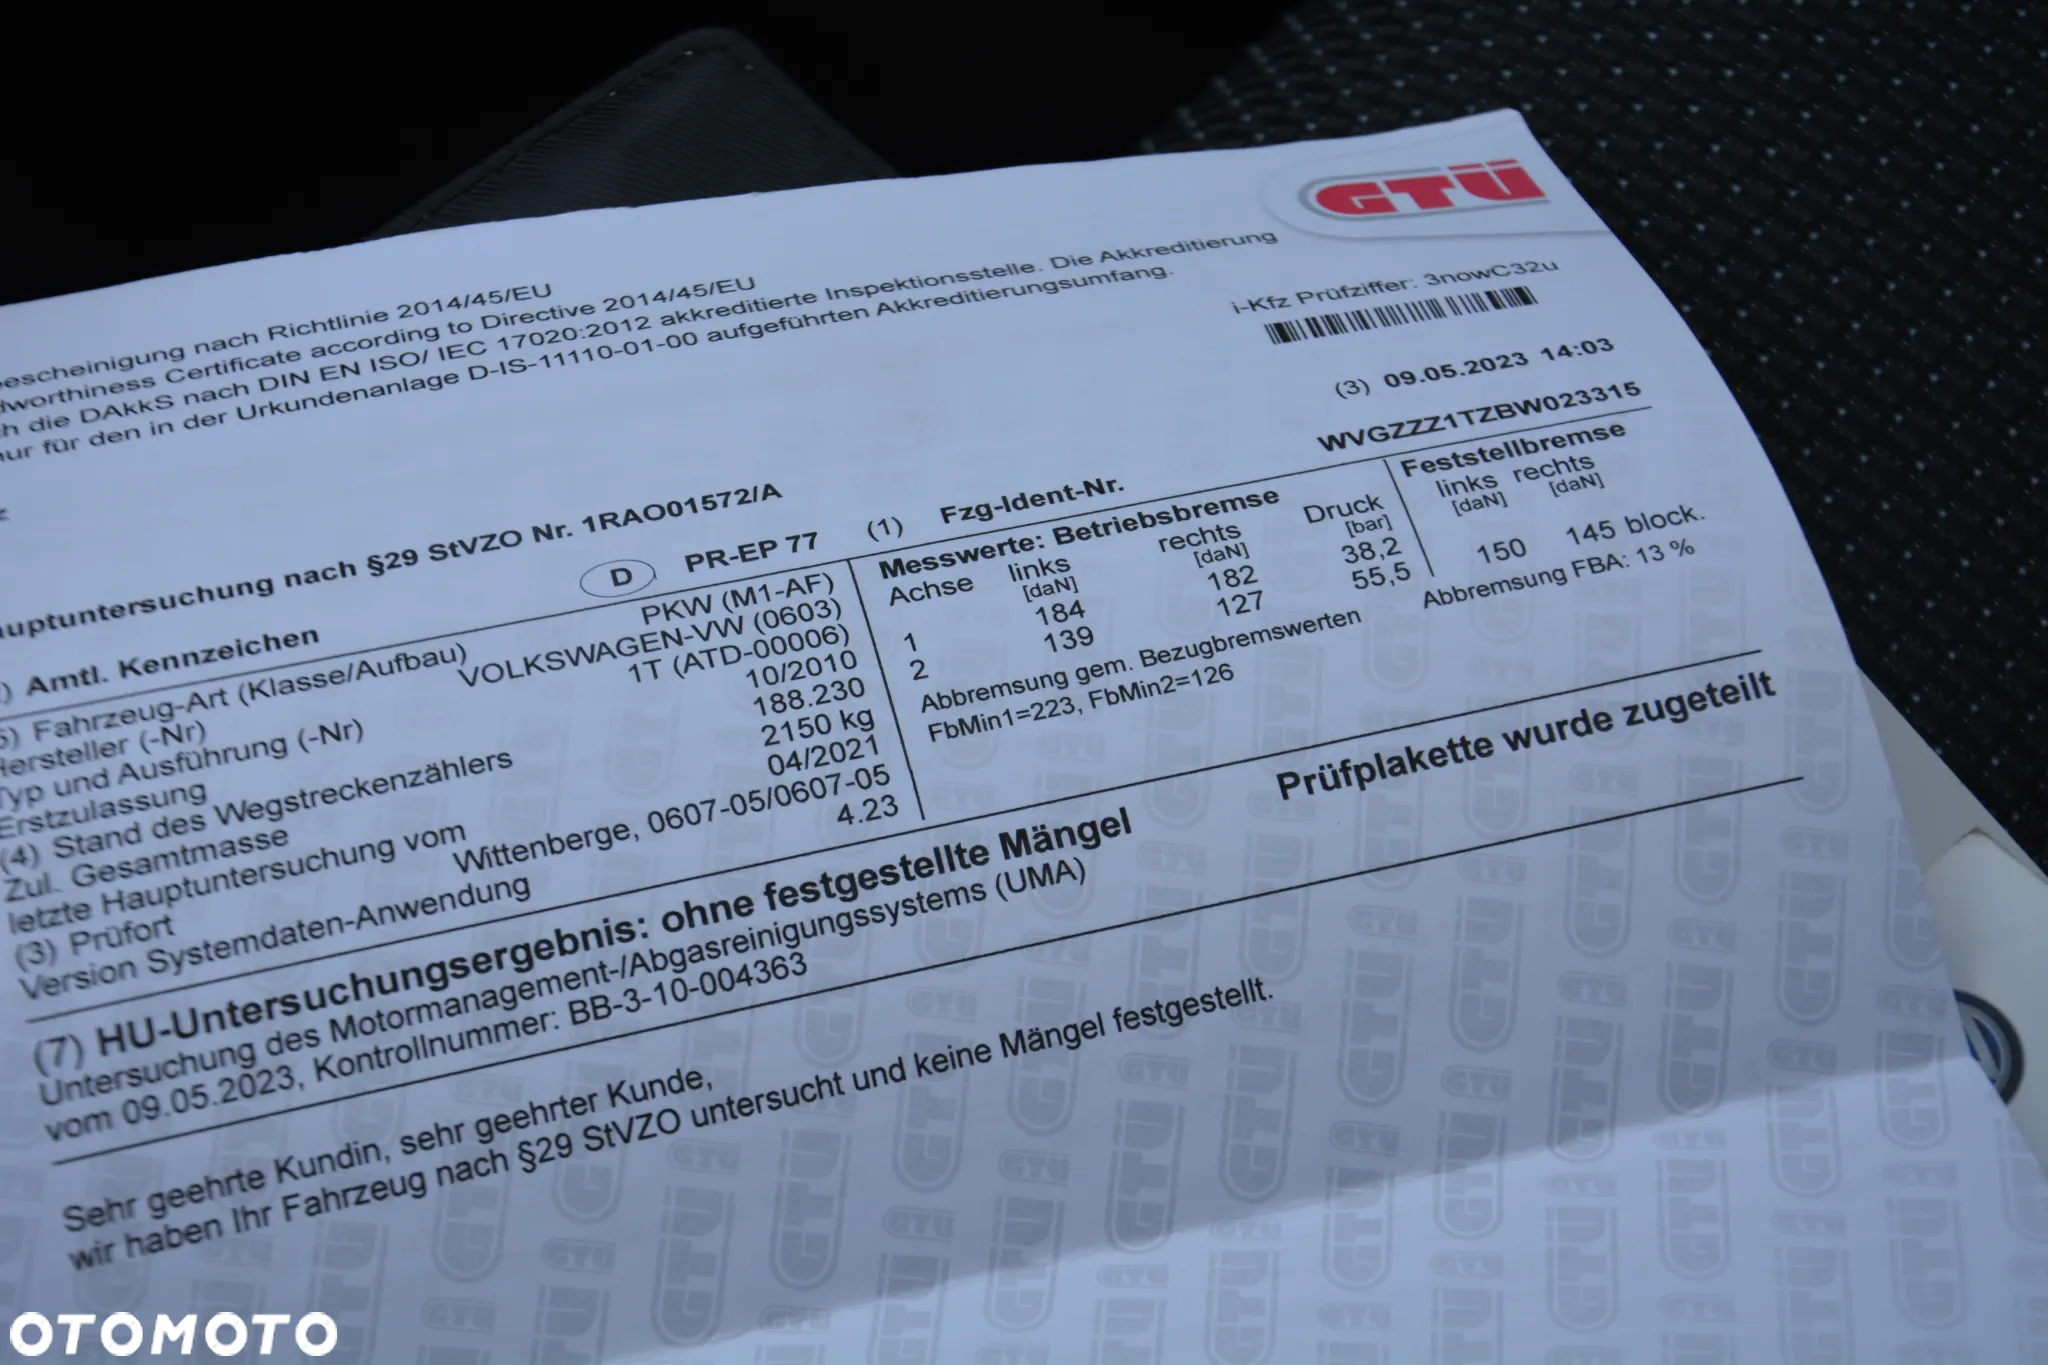 GTÜ
nach Richtlinie 2014/45/EU
Certificate according to Directive 2014/45/EU
die DAkkS nach DIN EN ISO/ IEC 17020:2012 akkreditierte Inspektionsstelle. Die Akkreditierung
nur für den in der Urkundenanlage D-IS-11110-01-00 aufgeführten Akkreditierungsumfang.
i-Kfz Prüfziffer: 3nowC32u
(3) 09.05.2023 14:03
auptuntersuchung nach §29 StVZO Nr. 1RAO01572/A
Amtl. Kennzeichen D PR-EP 77 (1) Fzg-Ident-Nr. WVGZZZ1TZBW023315
Fahrzeug-Art (Klasse/Aufbau) PKW (M1-AF)
Hersteller (-Nr) VOLKSWAGEN-VW (0603)
Typ und Ausführung (-Nr) 1T (ATD-00006)
Erstzulassung 10/2010
(4) Stand des Wegstreckenzählers 188.230
Zul. Gesamtmasse 2150 kg
letzte Hauptuntersuchung vom 04/2021
(3) Prüfort Wittenberge, 0607-05/0607-05
Version Systemdaten-Anwendung 4.23
Messwerte: Betriebsbremse
Achse links rechts Druck
[daN] [daN] [bar]
1 184 182 38,2
2 139 127 55,5
Abbremsung gem. Bezugbremswerten
FbMin1=223, FbMin2=126
Feststellbremse
links rechts
[daN] [daN]
150 145 block.
Abbremsung FBA: 13 %
(7) HU-Untersuchungsergebnis: ohne festgestellte Mängel Prüfplakette wurde zugeteilt
Untersuchung des Motormanagement-/Abgasreinigungssystems (UMA)
vom 09.05.2023, Kontrollnummer: BB-3-10-004363
Sehr geehrte Kundin, sehr geehrter Kunde,
wir haben Ihr Fahrzeug nach §29 StVZO untersucht und keine Mängel festgestellt.
OTOMOTO